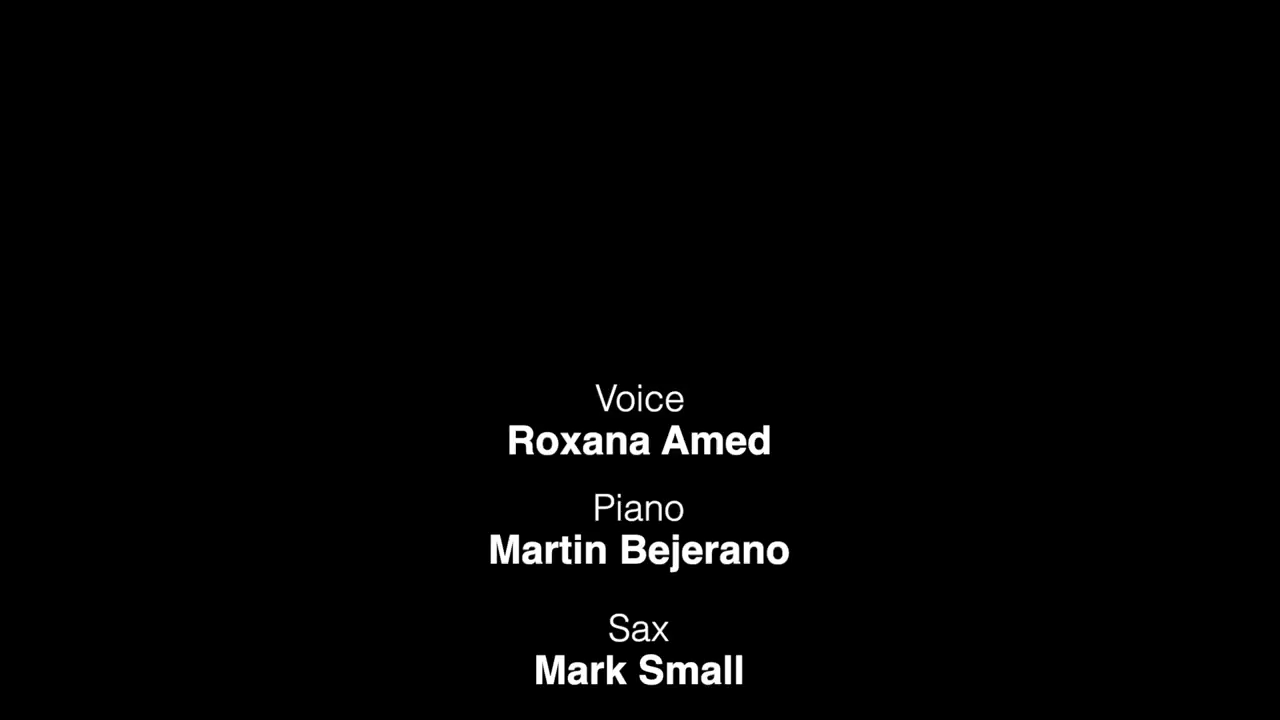 Voice
Roxana Amed
Piano
Martin Bejerano
Sax
Mark Small